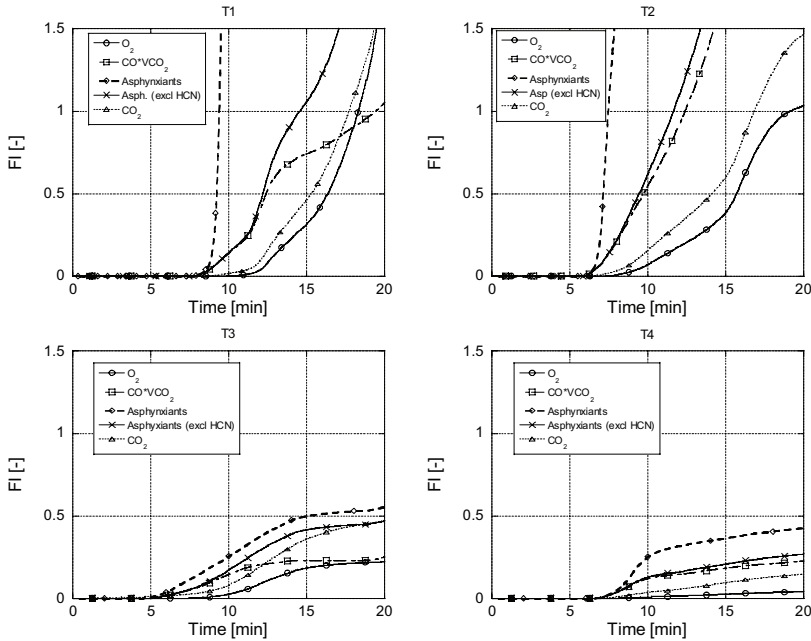 T1
1.5
1
0.5
0
FI [-]
O2
CO*VCO2
Asphynxiants
Asph. (excl HCN)
CO2
0 5 10 15 20
Time [min]
T2
1.5
1
0.5
0
FI [-]
O2
CO*VCO2
Asphynxiants
Asp (excl HCN)
CO2
0 5 10 15 20
Time [min]
T3
1.5
1
0.5
0
FI [-]
O2
CO*VCO2
Asphynxiants
Asphyxiants (excl HCN)
CO2
0 5 10 15 20
Time [min]
T4
1.5
1
0.5
0
FI [-]
O2
CO*VCO2
Asphynxiants
Asphyxiants (excl HCN)
CO2
0 5 10 15 20
Time [min]